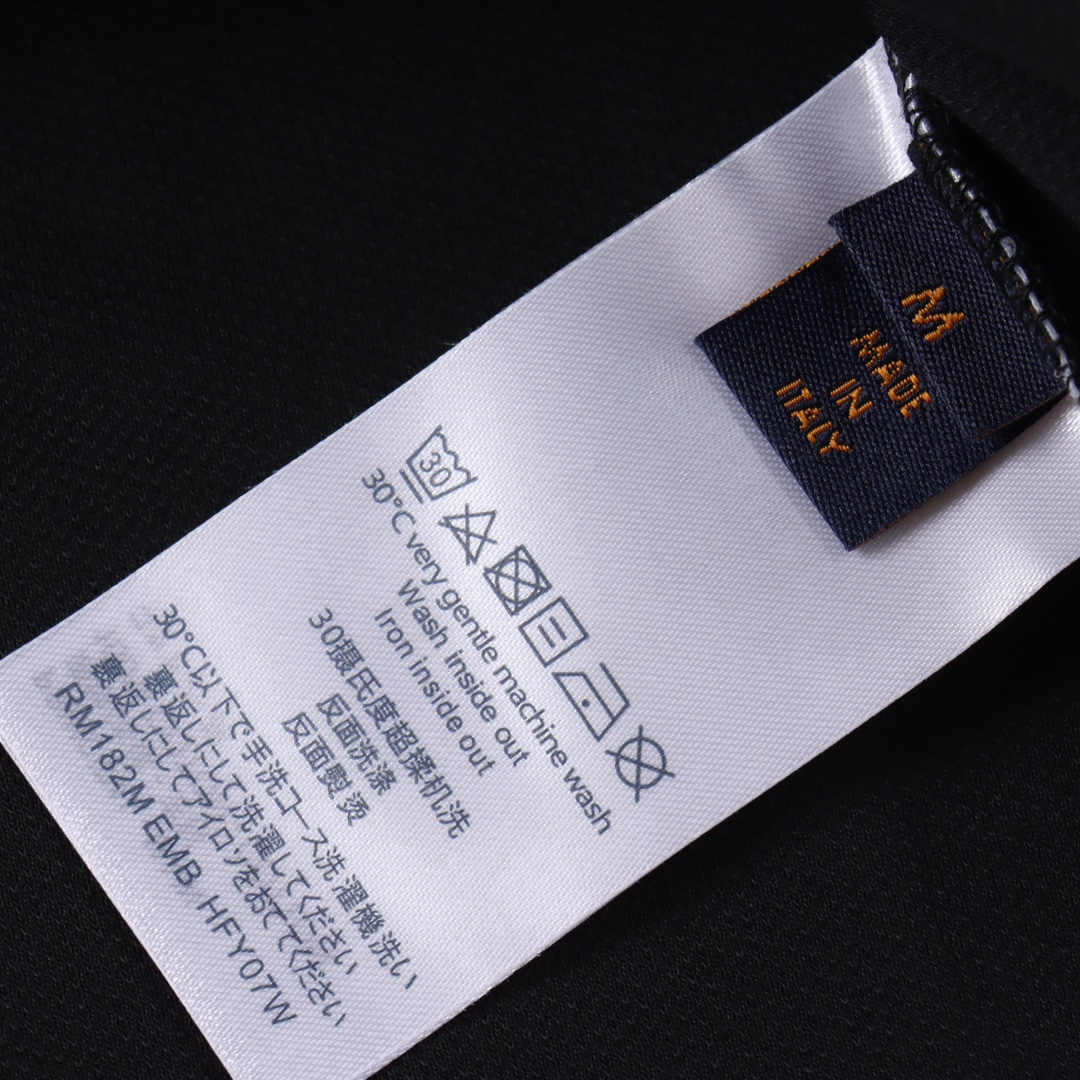 M
MADE
IN
ITALY
30
30°C very gentle machine wash
Wash inside out
Iron inside out
30摄氏度超揉机洗
反面洗涤
反面熨烫
30°C以下で手洗コース洗濯機洗い
裏返しにして洗濯してください
裏返しにしてアイロンをおててください
RM182M EMB HFY07W